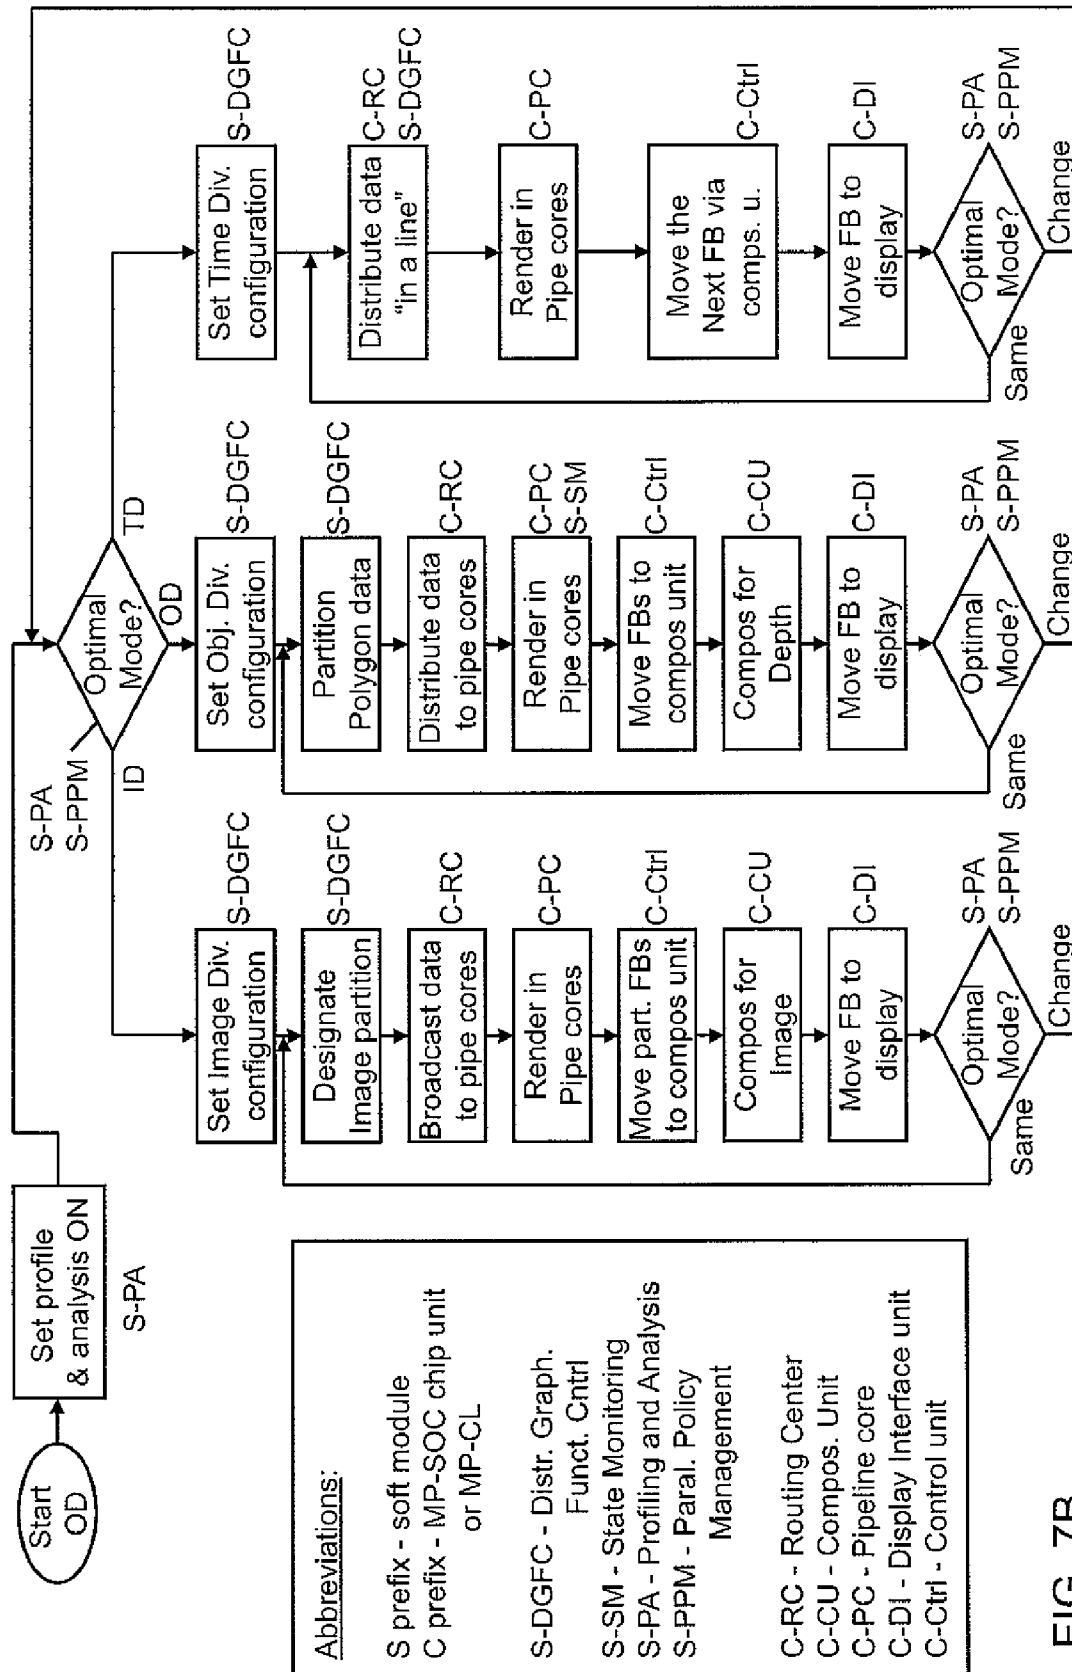 Start
OD
Set profile
& analysis ON
S-PA
S-PA
S-PPM
Optimal
Mode?
ID
OD
TD
Set Image Div.
configuration
S-DGFC
Designate
Image partition
S-DGFC
Broadcast data
to pipe cores
C-RC
Render in
Pipe cores
C-PC
Move part. FBs
to compos unit
C-Ctrl
Compos for
Image
C-CU
Move FB to
display
C-DI
Optimal
Mode?
S-PA
S-PPM
Same
Change
Set Obj. Div.
configuration
S-DGFC
Partition
Polygon data
S-DGFC
Distribute data
to pipe cores
C-RC
Render in
Pipe cores
C-PC
S-SM
Move FBs to
compos unit
C-Ctrl
Compos for
Depth
C-CU
Move FB to
display
C-DI
Optimal
Mode?
S-PA
S-PPM
Same
Change
Set Time Div.
configuration
S-DGFC
Distribute data
"in a line"
C-RC
S-DGFC
Render in
Pipe cores
C-PC
Move the
Next FB via
comps. u.
C-Ctrl
Move FB to
display
C-DI
Optimal
Mode?
S-PA
S-PPM
Same
Change
Abbreviations:
S prefix - soft module
C prefix - MP-SOC chip unit
or MP-CL
S-DGFC - Distr. Graph.
Funct. Cntrl
S-SM - State Monitoring
S-PA - Profilling and Analysis
S-PPM - Paral. Policy
Management
C-RC - Routing Center
C-CU - Compos. Unit
C-PC - Pipeline core
C-DI - Display Interface unit
C-Ctrl - Control unit
FIG. 7B